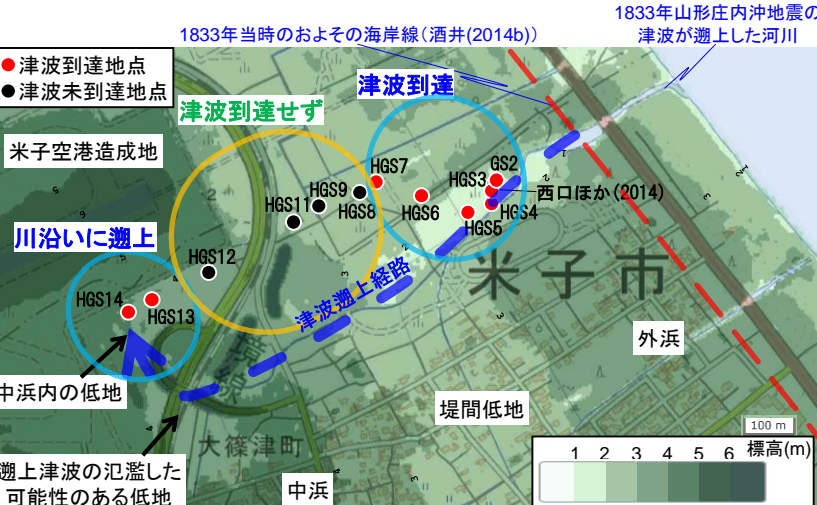 1833年山形庄内沖地震の
津波が遡上した河川
1833年当時のおよその海岸線(酒井(2014b))
●津波到達地点
●津波未到達地点
津波到達せず
津波到達
米子空港造成地
川沿いに遡上
HGS7
GS2
HGS3
西口ほか(2014)
HGS9
HGS8
HGS11
HGS6
HGS4
HGS5
HGS12
米子市
津波遡上経路
HGS14
HGS13
外浜
中浜内の低地
堤間低地
100 m
大篠津町
遡上津波の氾濫した
可能性のある低地
中浜
1 2 3 4 5 6 標高(m)